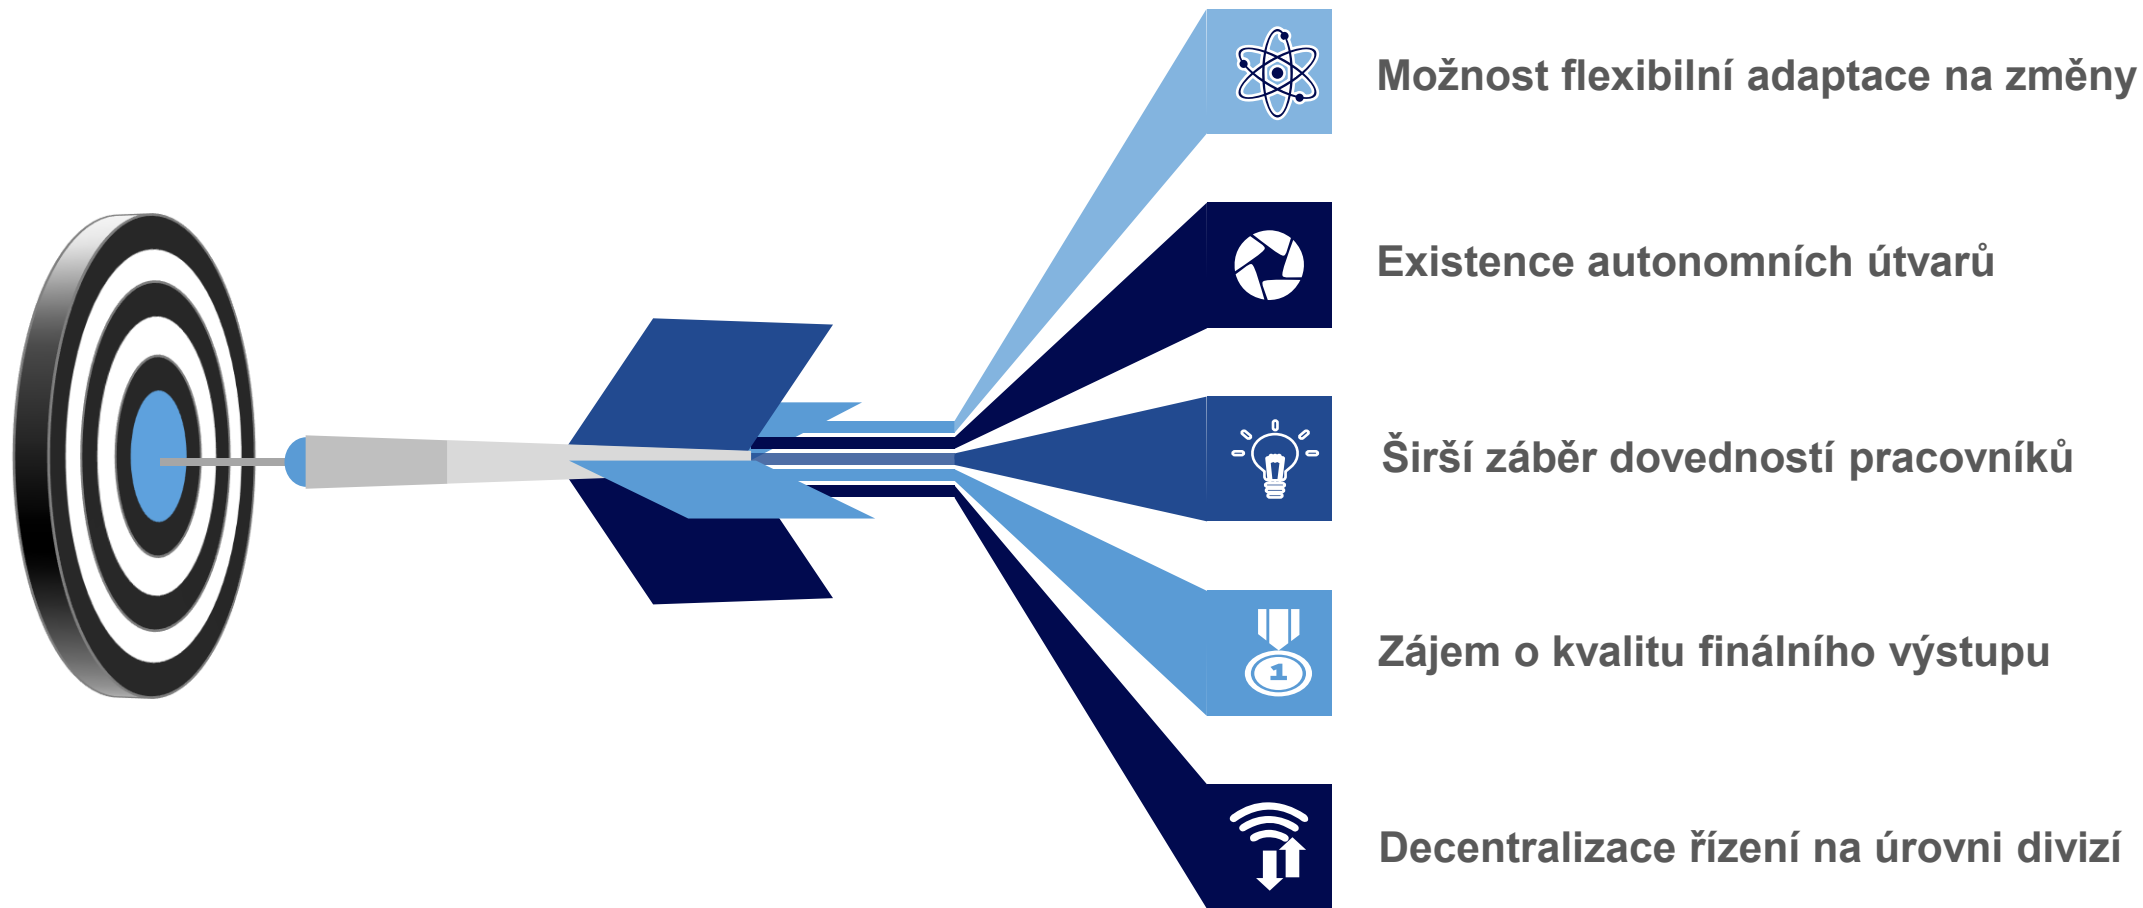 Možnost flexibilní adaptace na změny
Existence autonomních útvarů
Širší záběr dovedností pracovníků
Zájem o kvalitu finálního výstupu
1
Decentralizace řízení na úrovni divizí